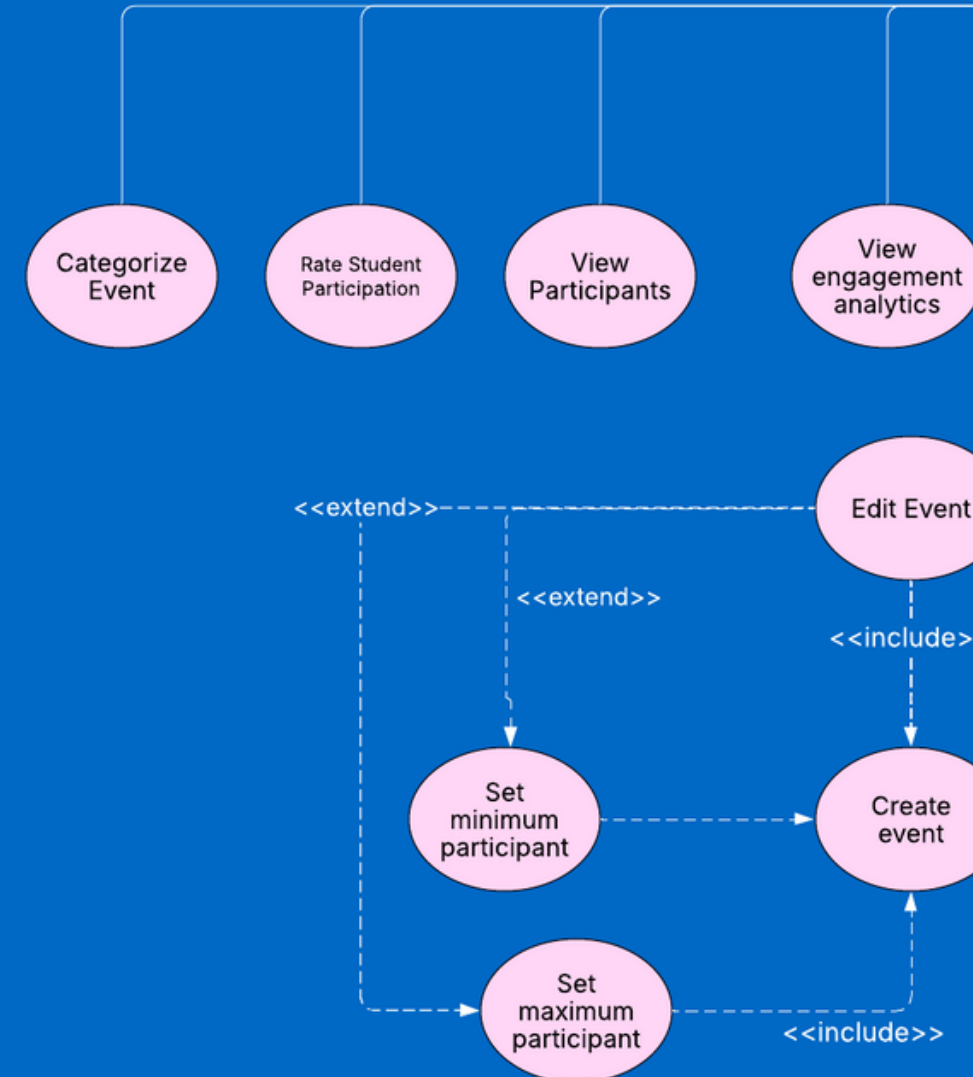 Categorize
Event
Rate Student
Participation
View
Participants
View
engagement
analytics
<<extend>>
Edit Event
<<extend>>
<<include>
Set
minimum
participant
Create
event
Set
maximum
participant
<<include>>